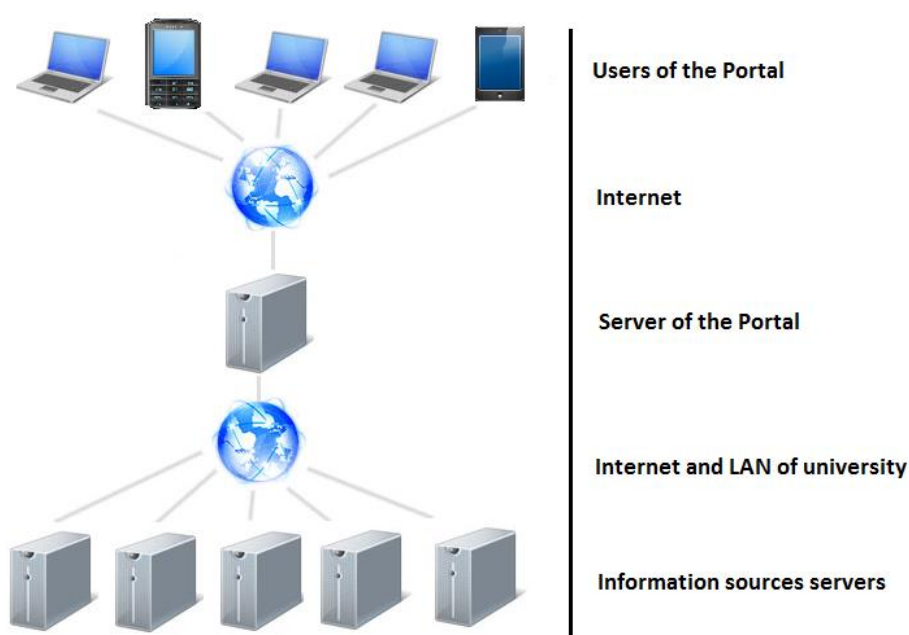 Users of the Portal
Internet
Server of the Portal
Internet and LAN of university
Information sources servers